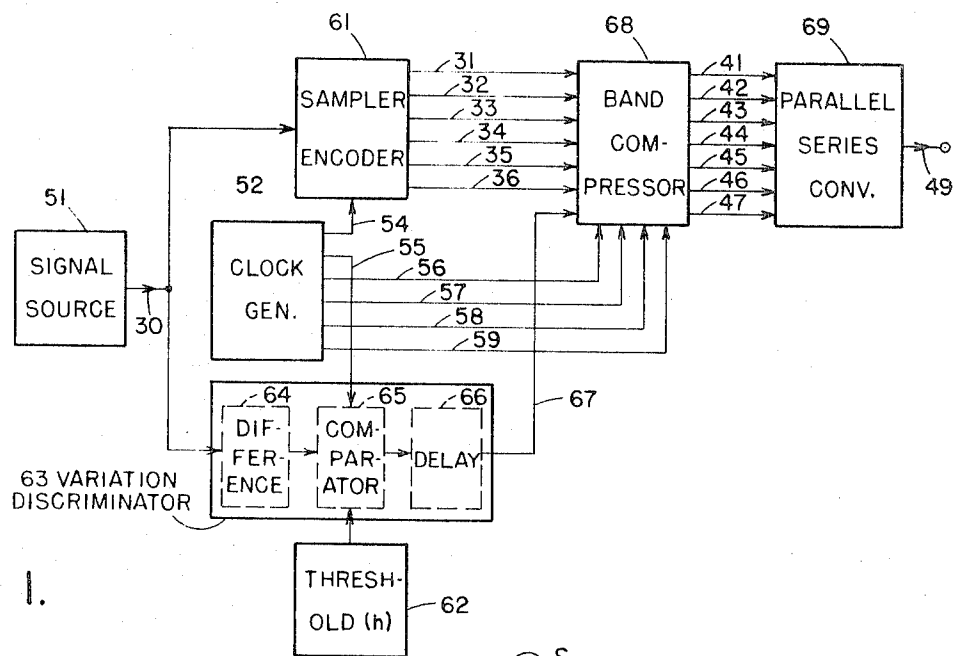 61
68
69
SAMPLER
ENCODER
31
32
33
34
35
36
BAND
COM-
PRESSOR
41
42
43
44
45
46
47
PARALLEL
SERIES
CONV.
49
51
SIGNAL
SOURCE
30
52
CLOCK
GEN.
54
55
56
57
58
59
64
DIF-
FER-
ENCE
65
COM-
PAR-
ATOR
66
DELAY
67
63 VARIATION
DISCRIMINATOR
THRESH-
OLD (h)
62
1.